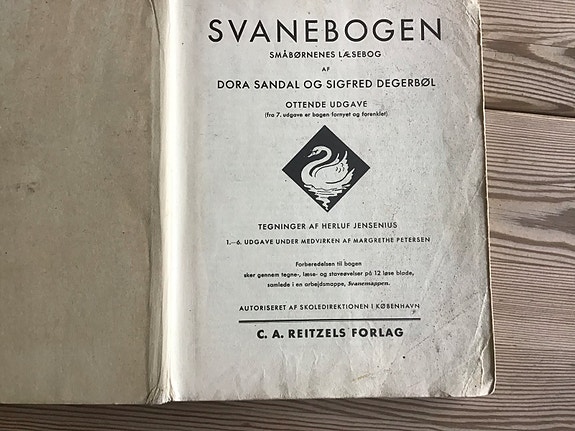 SVANEBOGEN
SMÅBØRNENES LÆSEBOG
AF
DORA SANDAL OG SIGFRED DEGERBØL
OTTENDE UDGAVE
(fra 7. udgave er bogen fornyet og forenklet)
TEGNINGER AF HERLUF JENSENIUS
1.—6. UDGAVE UNDER MEDVIRKEN AF MARGRETHE PETERSEN
Forberedelsen til bogen
sker gennem tegne-, læse- og staveøvelser på 12 løse blade,
samlede i en arbejdsmappe, Svanemappen.
AUTORISERET AF SKOLEDIREKTIONEN I KØBENHAVN
C. A. REITZELS FORLAG